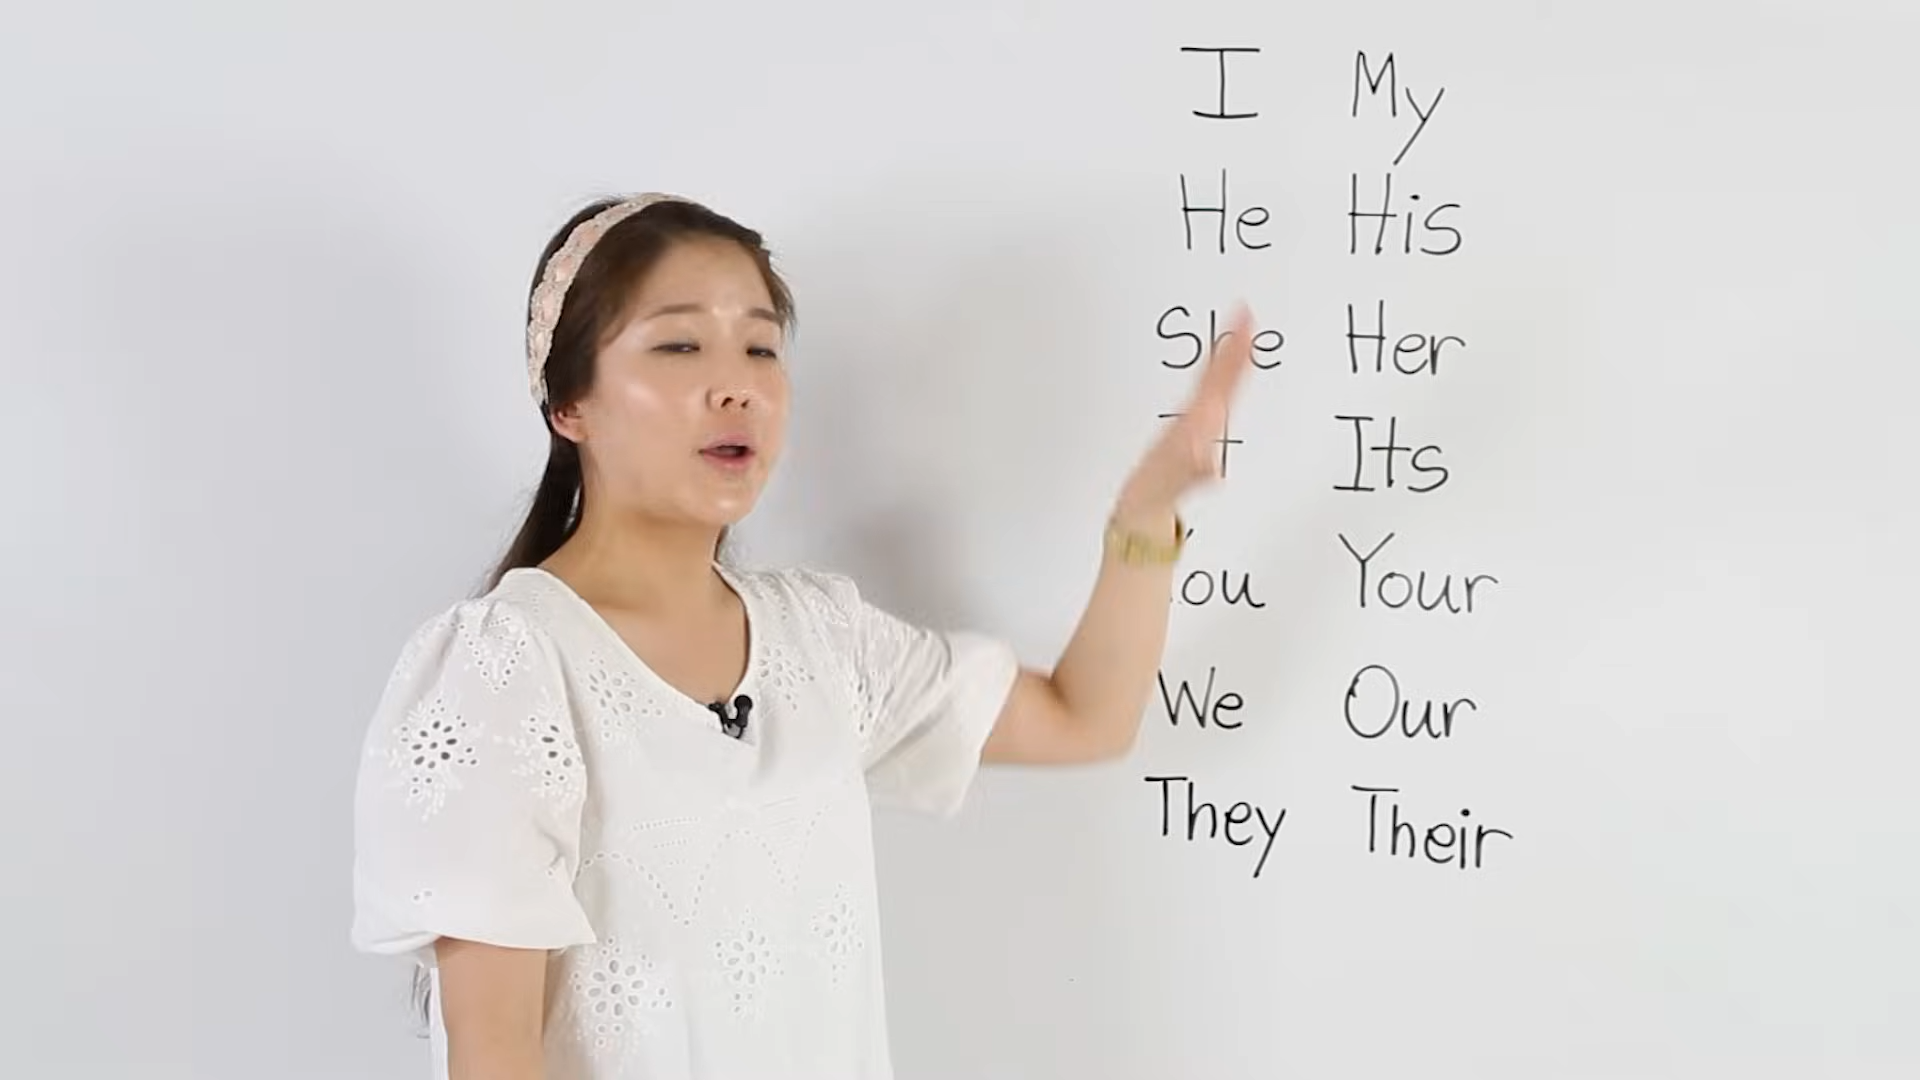 I My
He His
She Her
It Its
You Your
We Our
They Their